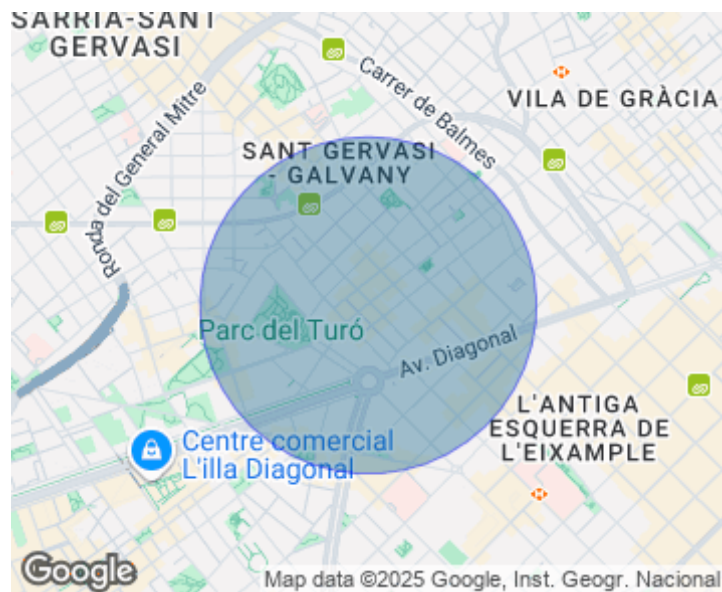 SARRIÀ-SANT
GERVASI
Carrer de Balmes
VILA DE GRÀCIA
Ronda del General Mitre
SANT GERVASI
- GALVANY
Parc del Turó
Av. Diagonal
L'ANTIGA
ESQUERRA DE
L'EIXAMPLE
Centre comercial
L'illa Diagonal
Google
Map data ©2025 Google, Inst. Geogr. Nacional